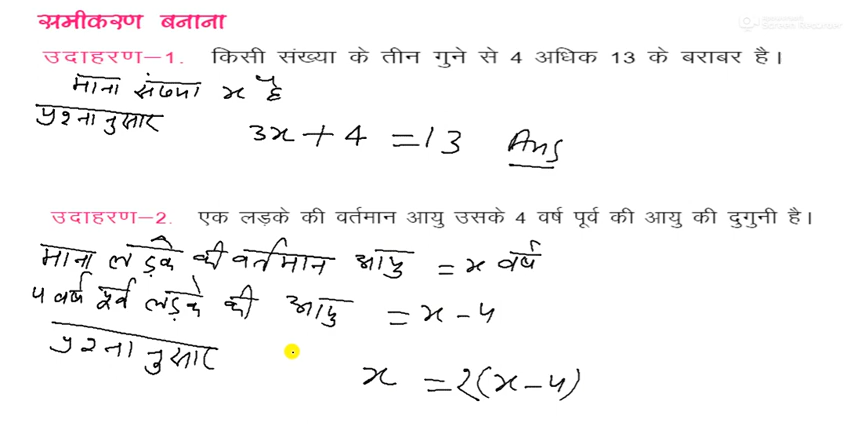 समीकरण बनाना
उदाहरण–1. किसी संख्या के तीन गुने से 4 अधिक 13 के बराबर है।
माना संख्या x है
प्रश्नानुसार
3x + 4 = 13 Ans
उदाहरण–2. एक लड़के की वर्तमान आयु उसके 4 वर्ष पूर्व की आयु की दुगुनी है।
माना लड़के की वर्तमान आयु = x वर्ष
4 वर्ष पूर्व लड़के की आयु = x - 4
प्रश्नानुसार
x = 2(x - 4)